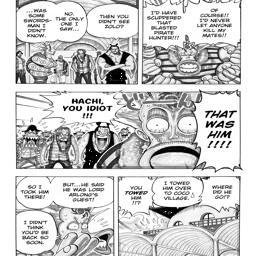 OF
COURSE!!
I'D NEVER
LET ANYONE
KILL MY
MATES!!
I'D HAVE
SCUPPERED
THAT
BLASTED
PIRATE
HUNTER!!!
THEN YOU
DIDN'T SEE
ZOLO?
NO.
THE ONLY
ONE I
SAW...
...WAS
SOME
SWORDS-
MAN I
DIDN'T
KNOW.
HACHI,
YOU IDIOT
!!!
THAT
WAS
HIM
!!!!
WHERE
DID HE
GO?!
I TOWED
HIM OVER
TO COCO
VILLAGE.
YOU
TOWED
HIM
!?
BUT...HE
SAID HE
WAS LORD
ARLONG'S
GUEST!
SO I
TOOK HIM
THERE!
I DIDN'T
THINK
YOU'D BE
BACK SO
SOON.